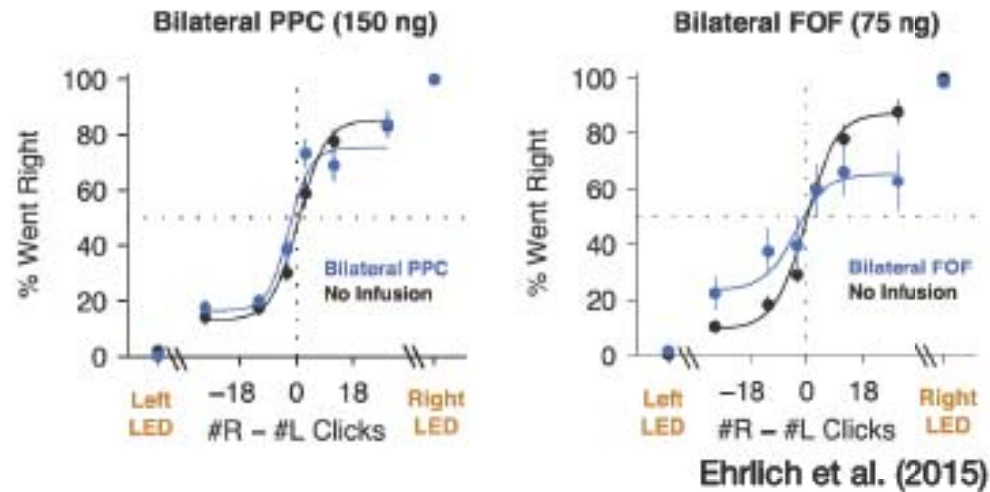 Bilateral PPC (150 ng)
% Went Right
100
80
60
40
20
0
Bilateral PPC
No Infusion
−18 0 18
Left
LED
#R − #L Clicks
Right
LED
Bilateral FOF (75 ng)
% Went Right
100
80
60
40
20
0
Bilateral FOF
No Infusion
−18 0 18
Left
LED
#R − #L Clicks
Right
LED
Ehrlich et al. (2015)